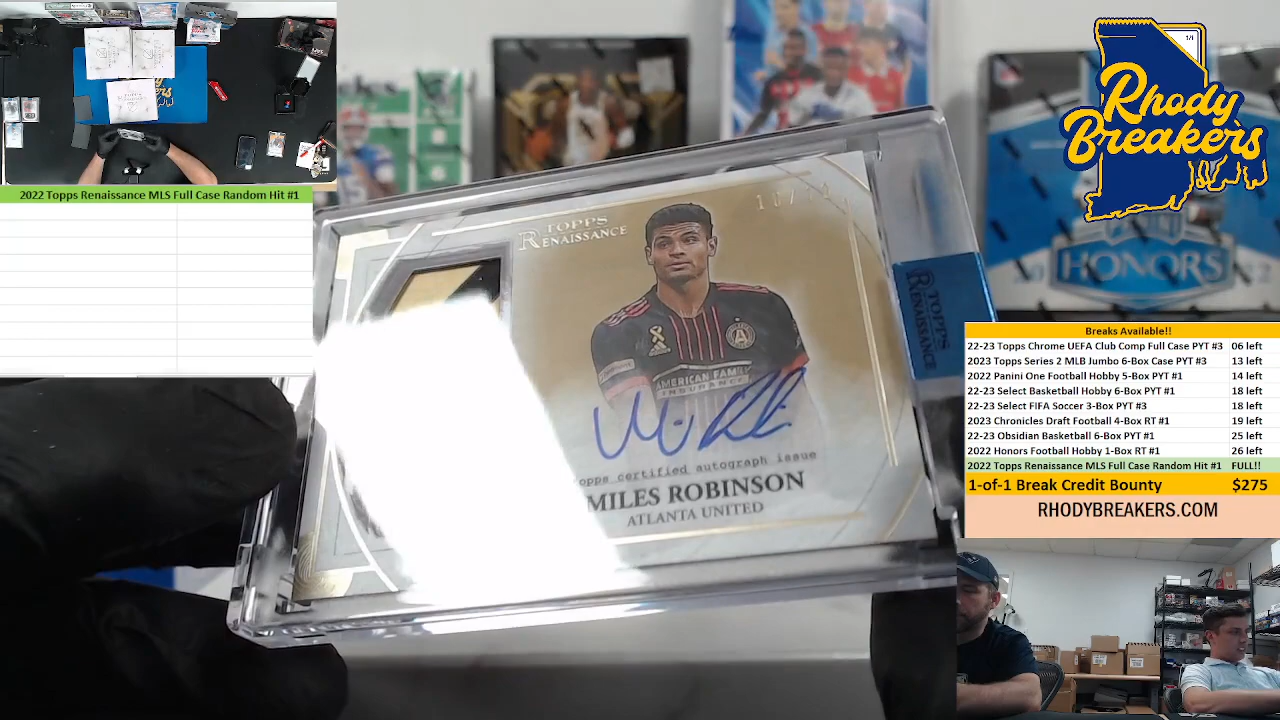 2022 Topps Renaissance MLS Full Case Random Hit #1
TOPPS
RENAISSANCE
MILES ROBINSON
ATLANTA UNITED
topps certified autograph issue
AMERICAN FAMILY
INSURANCE
TOPPS
RENAISSANCE
HONORS
1/1
Rhody
Breakers
Breaks Available!!
22-23 Topps Chrome UEFA Club Comp Full Case PYT #3 06 left
2023 Topps Series 2 MLB Jumbo 6-Box Case PYT #3 13 left
2022 Panini One Football Hobby 5-Box PYT #1 14 left
22-23 Select Basketball Hobby 6-Box PYT #1 18 left
22-23 Select FIFA Soccer 3-Box PYT #3 18 left
2023 Chronicles Draft Football 4-Box RT #1 19 left
22-23 Obsidian Basketball 6-Box PYT #1 25 left
2022 Honors Football Hobby 1-Box RT #1 26 left
2022 Topps Renaissance MLS Full Case Random Hit #1 FULL!!
1-of-1 Break Credit Bounty $275
RHODYBREAKERS.COM